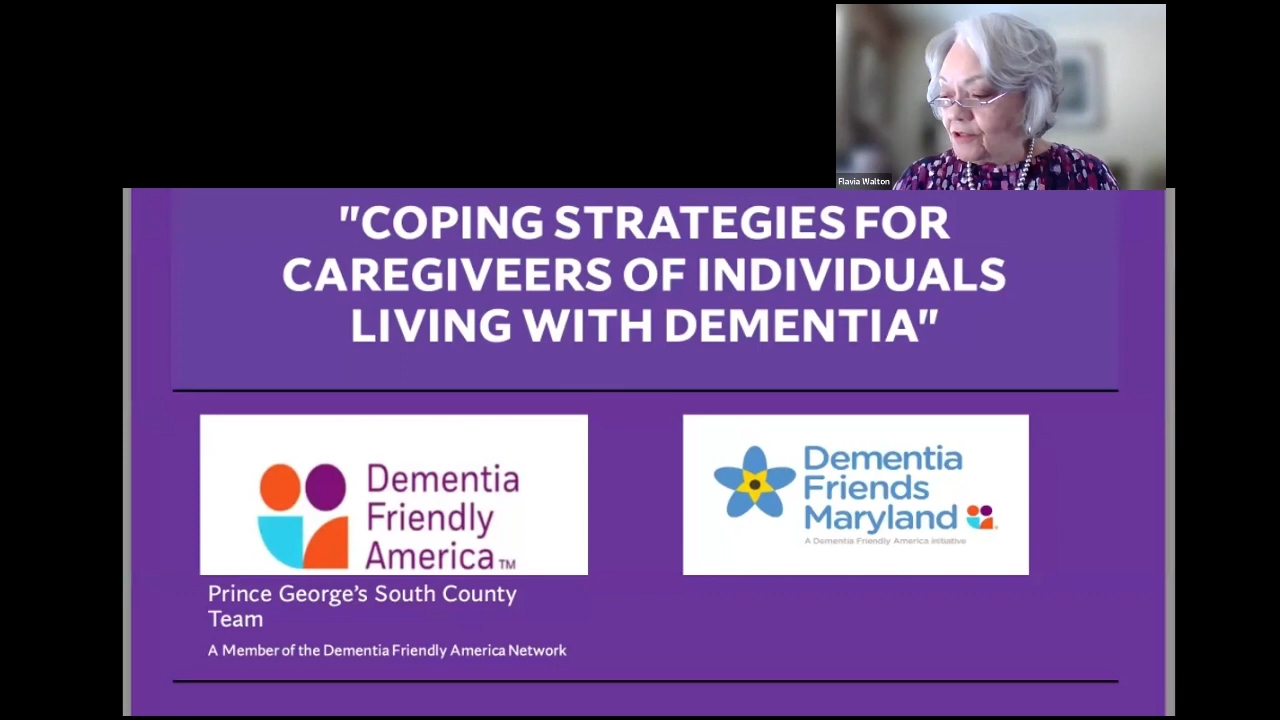 Flavia Walton
"COPING STRATEGIES FOR
CAREGIVEERS OF INDIVIDUALS
LIVING WITH DEMENTIA"
Dementia
Friendly
America™
Prince George's South County
Team
A Member of the Dementia Friendly America Network
Dementia
Friends
Maryland
A Dementia Friendly America initiative